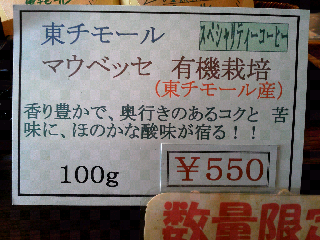 東チモール
スペシャリティーコーヒー
マウベッセ 有機栽培
(東チモール産)
香り豊かで、奥行きのあるコクと 苦
味に、ほのかな酸味が宿る！！
100g
￥550
数量限定